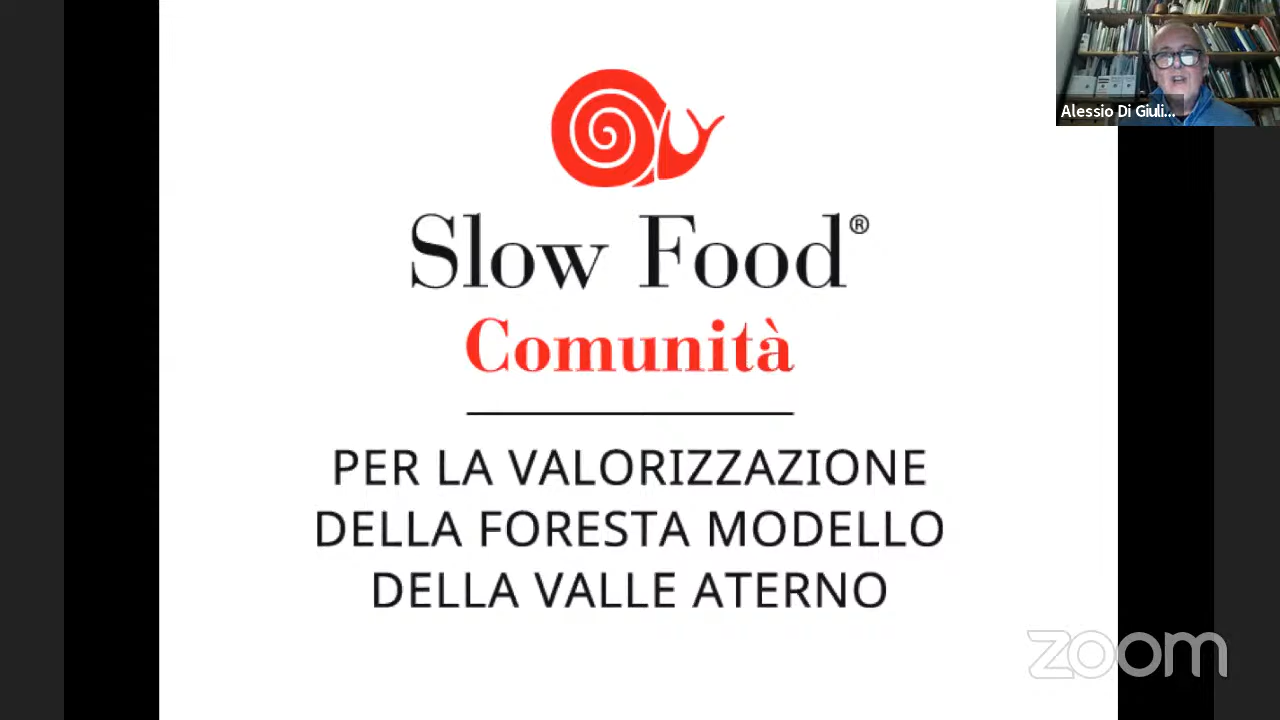 Alessio Di Giuli...
Slow Food®
Comunità
PER LA VALORIZZAZIONE
DELLA FORESTA MODELLO
DELLA VALLE ATERNO
zoom